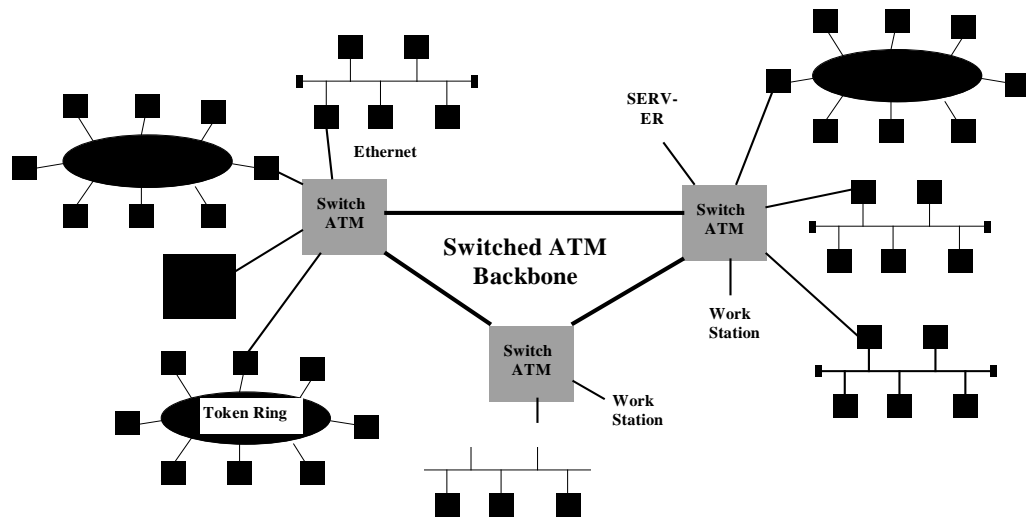 SERV-
ER
Ethernet
Switch
ATM
Switch
ATM
Switched ATM
Backbone
Work
Station
Switch
ATM
Work
Station
Token Ring